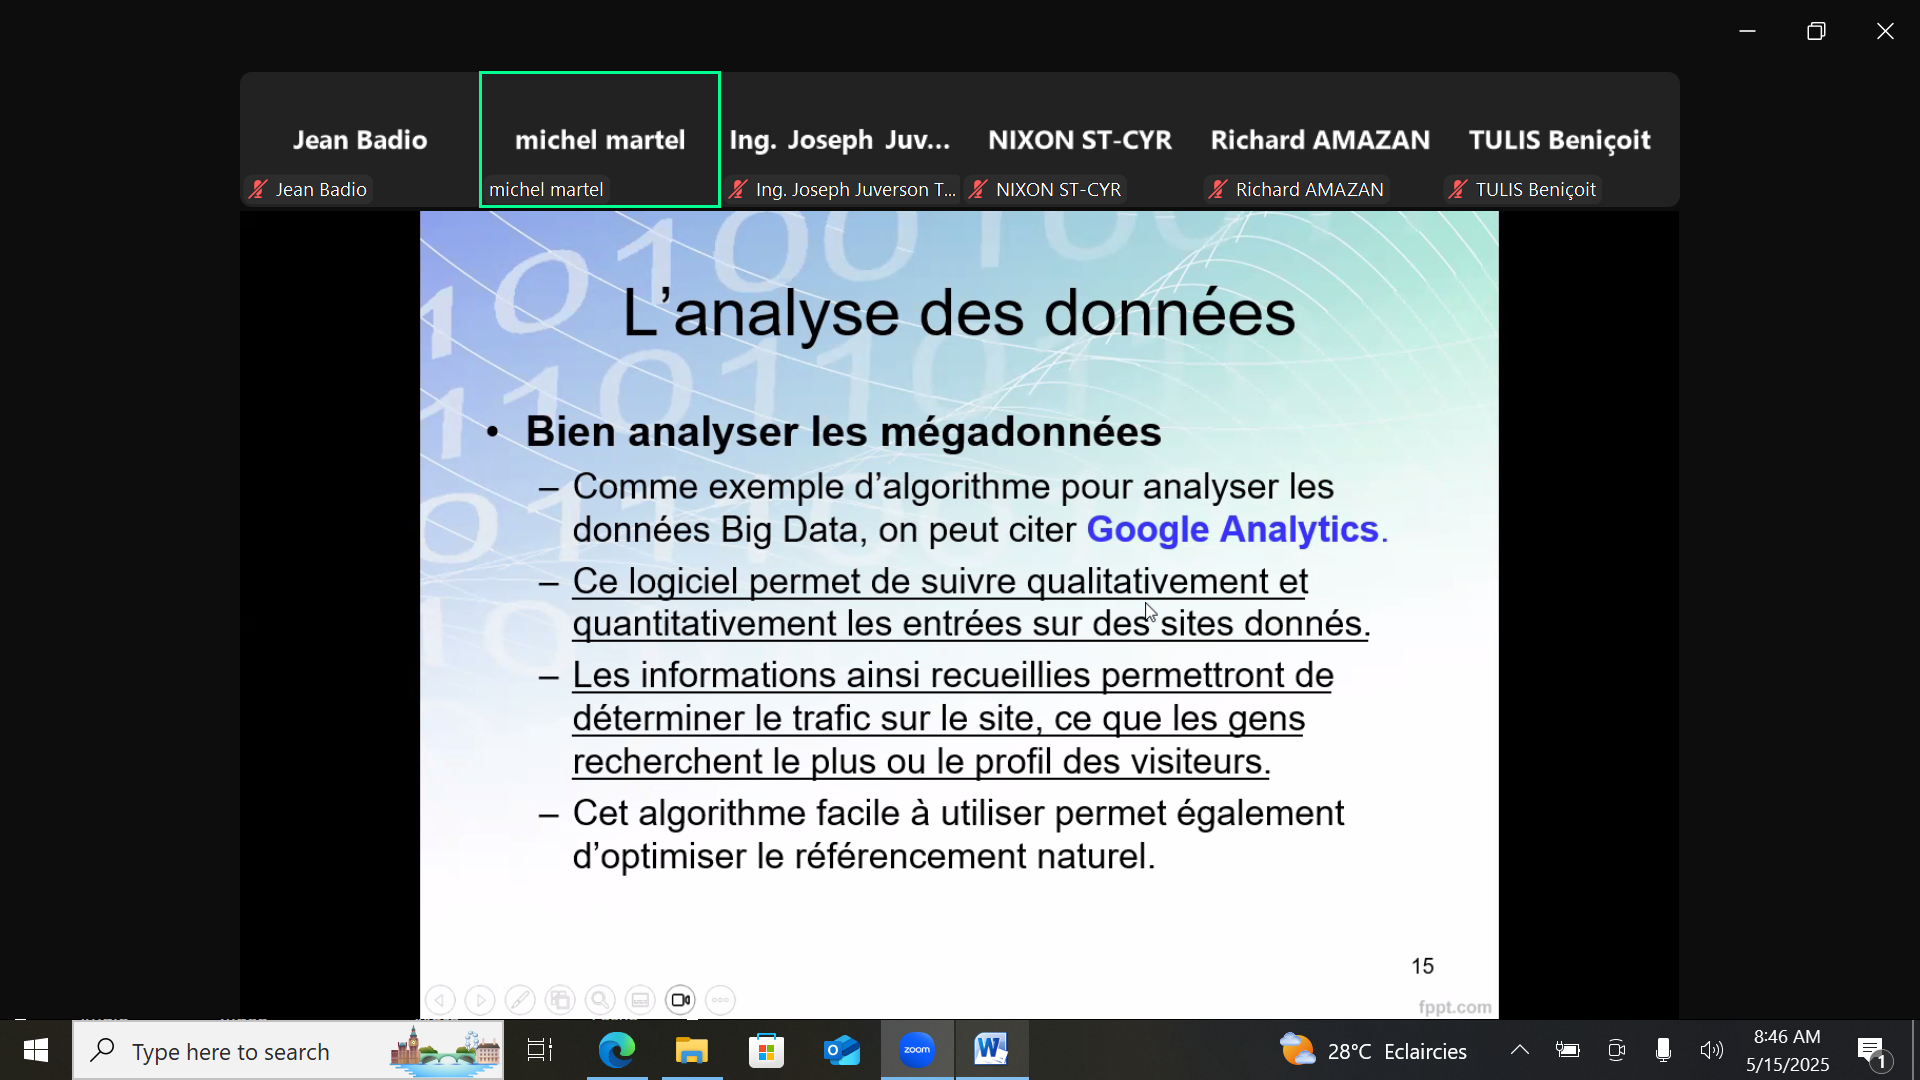 Jean Badio
michel martel
Ing. Joseph Juv...
NIXON ST-CYR
Richard AMAZAN
TULIS Beniçoit
Jean Badio
michel martel
Ing. Joseph Juverson T...
NIXON ST-CYR
Richard AMAZAN
TULIS Beniçoit
L’analyse des données
• Bien analyser les mégadonnées
– Comme exemple d’algorithme pour analyser les
données Big Data, on peut citer Google Analytics.
– Ce logiciel permet de suivre qualitativement et
quantitativement les entrées sur des sites donnés.
– Les informations ainsi recueillies permettront de
déterminer le trafic sur le site, ce que les gens
recherchent le plus ou le profil des visiteurs.
– Cet algorithme facile à utiliser permet également
d’optimiser le référencement naturel.
15
fppt.com
Type here to search
zoom
28°C Eclaircies
8:46 AM
5/15/2025
1